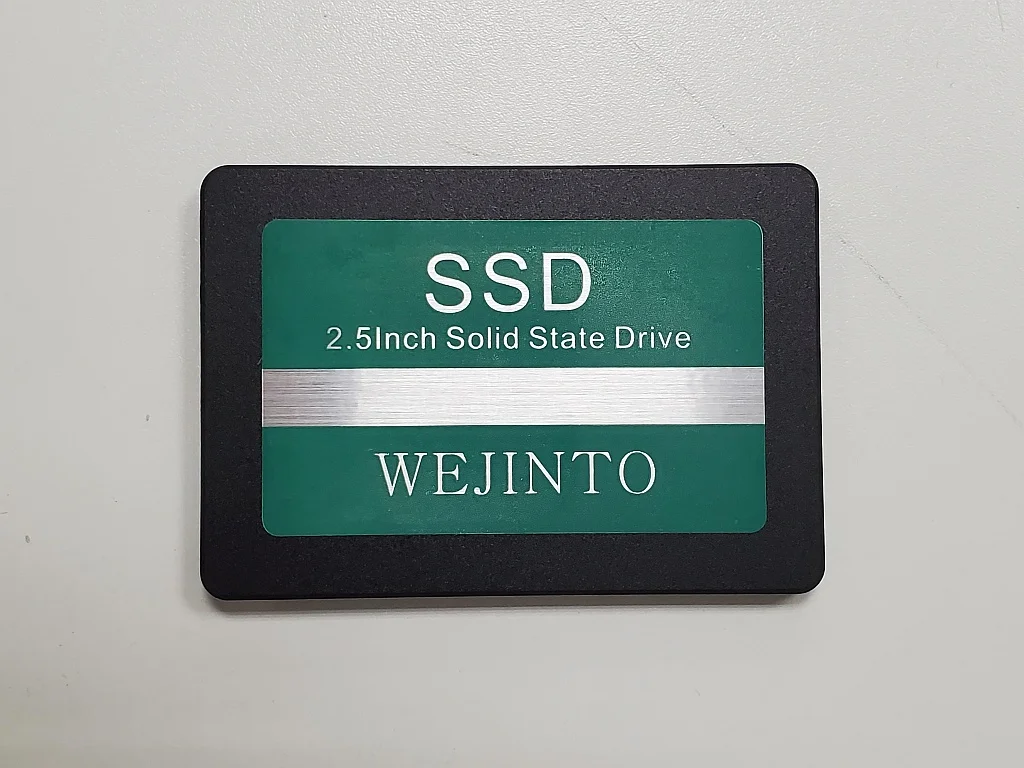 SSD
2.5Inch Solid State Drive
WEJINTO